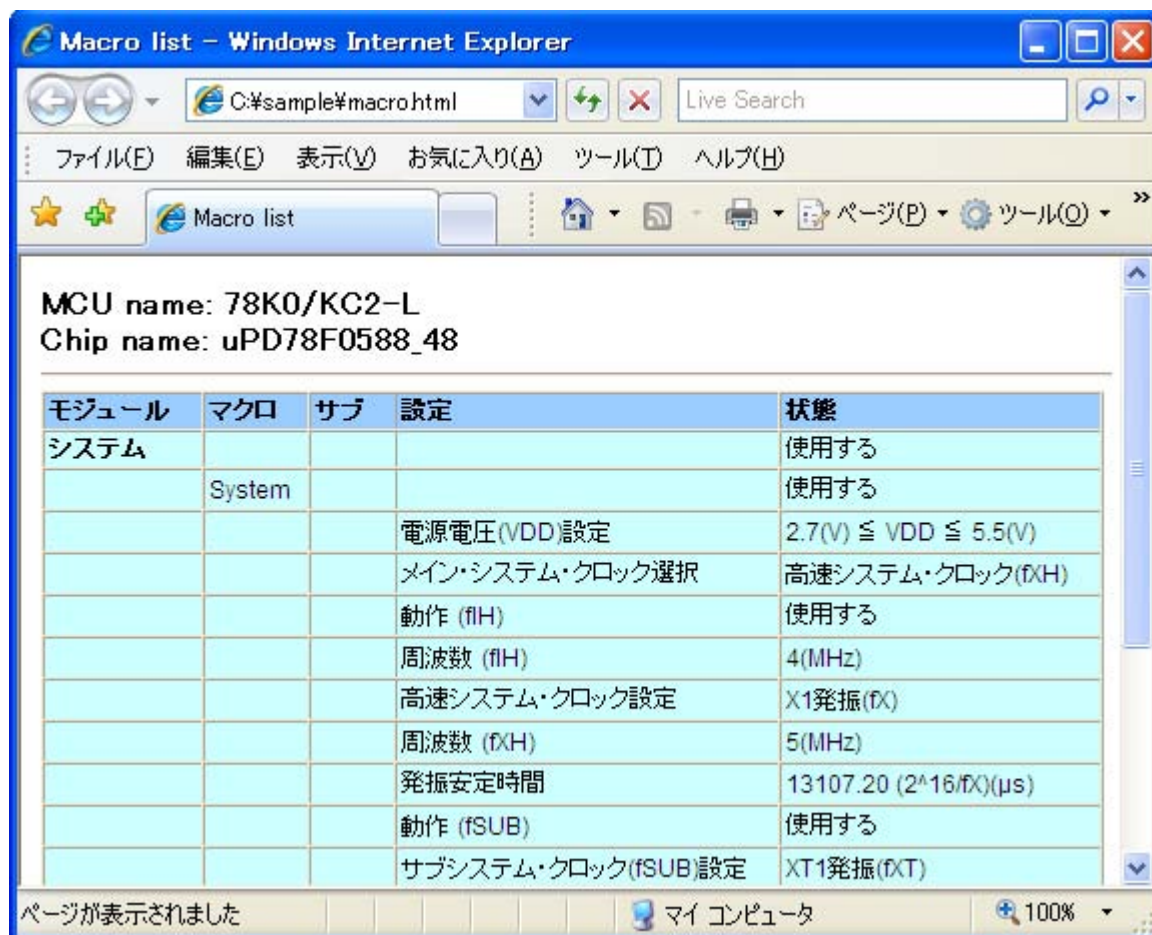 Macro list - Windows Internet Explorer
C:¥sample¥macro.html Live Search
ファイル(F) 編集(E) 表示(V) お気に入り(A) ツール(T) ヘルプ(H)
Macro list ページ(P) ツール(O) »
MCU name: 78K0/KC2-L
Chip name: uPD78F0588_48
モジュール マクロ サブ 設定 状態
システム 使用する
System 使用する
電源電圧(VDD)設定 2.7(V) ≦ VDD ≦ 5.5(V)
メイン・システム・クロック選択 高速システム・クロック(fXH)
動作 (fIH) 使用する
周波数 (fIH) 4(MHz)
高速システム・クロック設定 X1発振(fX)
周波数 (fXH) 5(MHz)
発振安定時間 13107.20 (2^16/fX)(µs)
動作 (fSUB) 使用する
サブシステム・クロック(fSUB)設定 XT1発振(fXT)
ページが表示されました マイ コンピュータ 100%